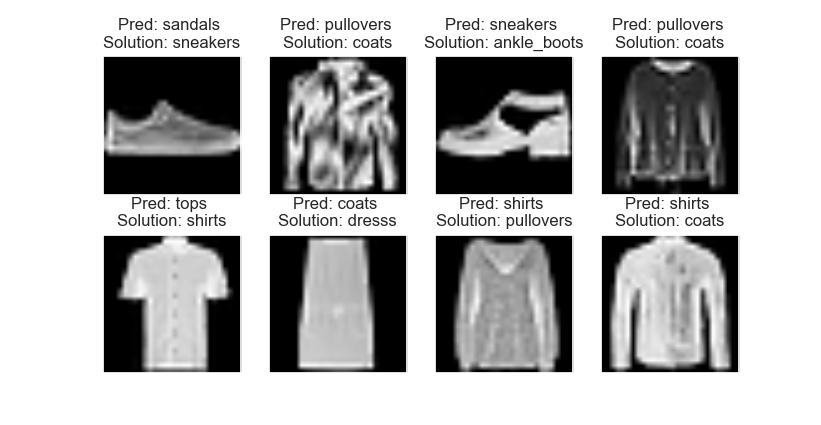 Pred: sandals
Solution: sneakers
Pred: pullovers
Solution: coats
Pred: sneakers
Solution: ankle_boots
Pred: pullovers
Solution: coats
Pred: tops
Solution: shirts
Pred: coats
Solution: dresss
Pred: shirts
Solution: pullovers
Pred: shirts
Solution: coats